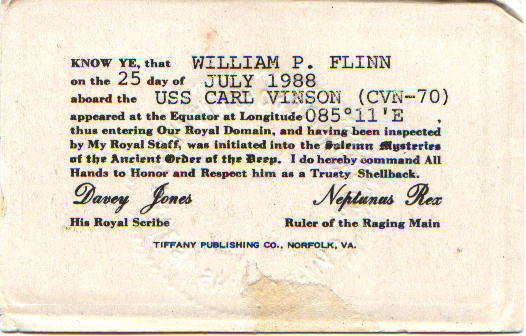 KNOW YE, that WILLIAM P. FLINN
on the 25 day of JULY 1988
aboard the USS CARL VINSON (CVN-70)
appeared at the Equator at Longitude 085°11'E ,
thus entering Our Royal Domain, and having been inspected
by My Royal Staff, was initiated into the Solemn Mysteries
of the Ancient Order of the Deep. I do hereby command All
Hands to Honor and Respect him as a Trusty Shellback.
Davey Jones Neptunus Rex
His Royal Scribe Ruler of the Raging Main
TIFFANY PUBLISHING CO., NORFOLK, VA.